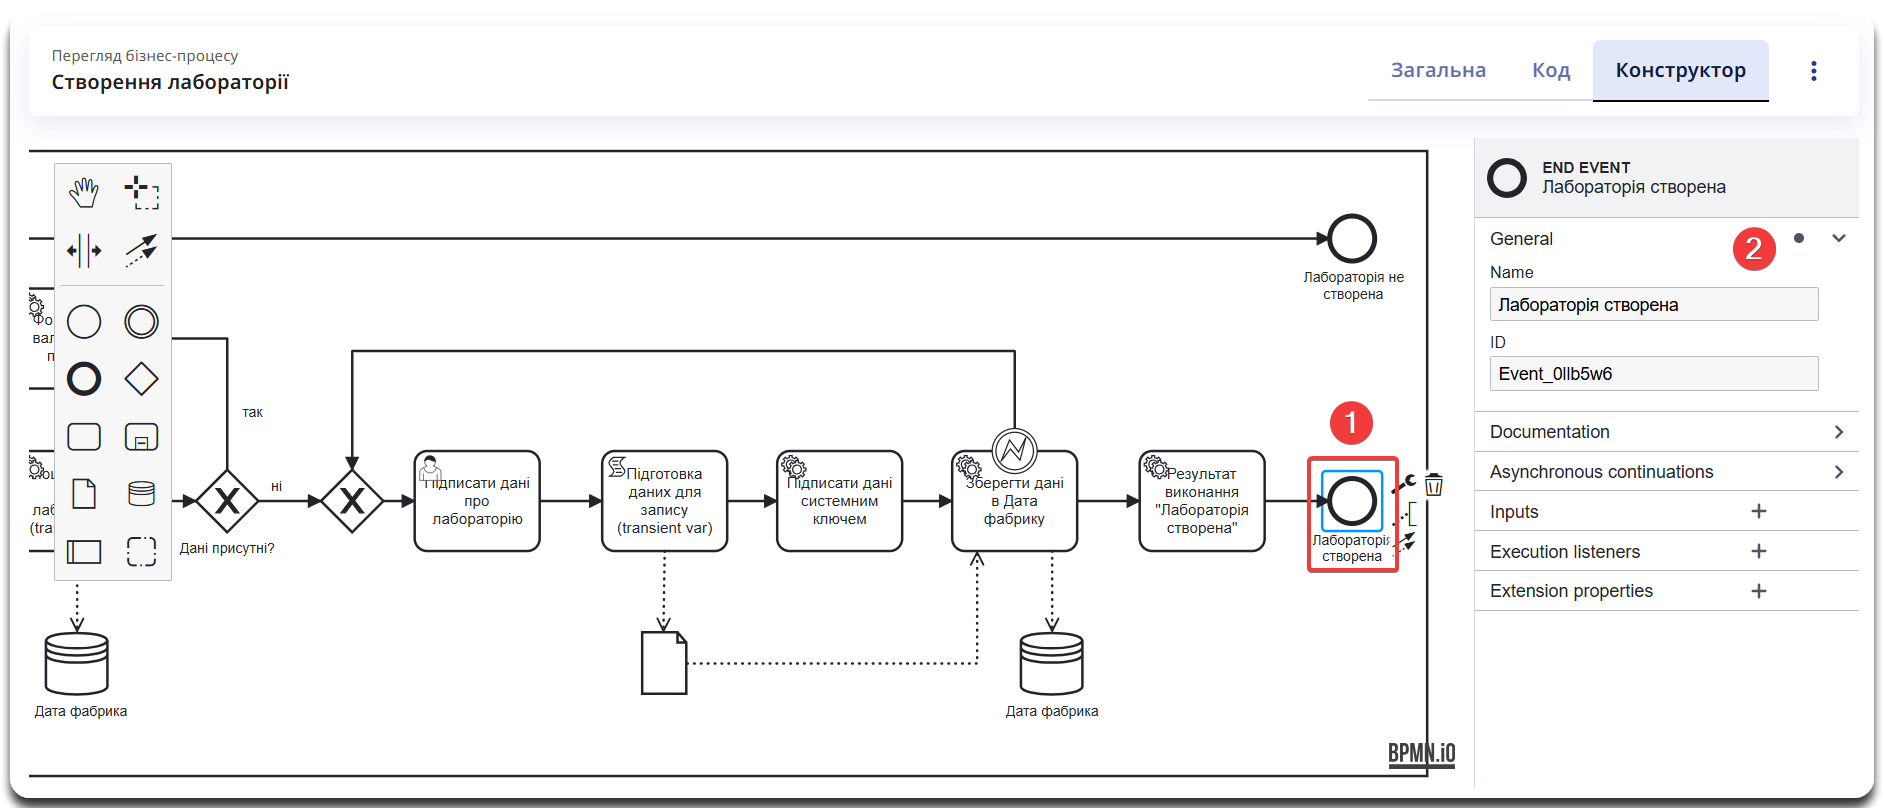 Перегляд бізнес-процесу
Створення лабораторії
Загальна
Код
Конструктор
END EVENT
Лабораторія створена
General
2
Name
Лабораторія створена
ID
Event_0llb5w6
Documentation
Asynchronous continuations
Inputs
Execution listeners
Extension properties
Лабораторія не
створена
так
ні
Дані присутні?
Підписати дані
про
лабораторію
Підготовка
даних для
запису
(transient var)
Підписати дані
системним
ключем
Зберегти дані
в Дата
фабрику
Результат
виконання
"Лабораторія
створена"
1
Лабораторія
створена
Дата фабрика
Дата фабрика
BPMN.iO